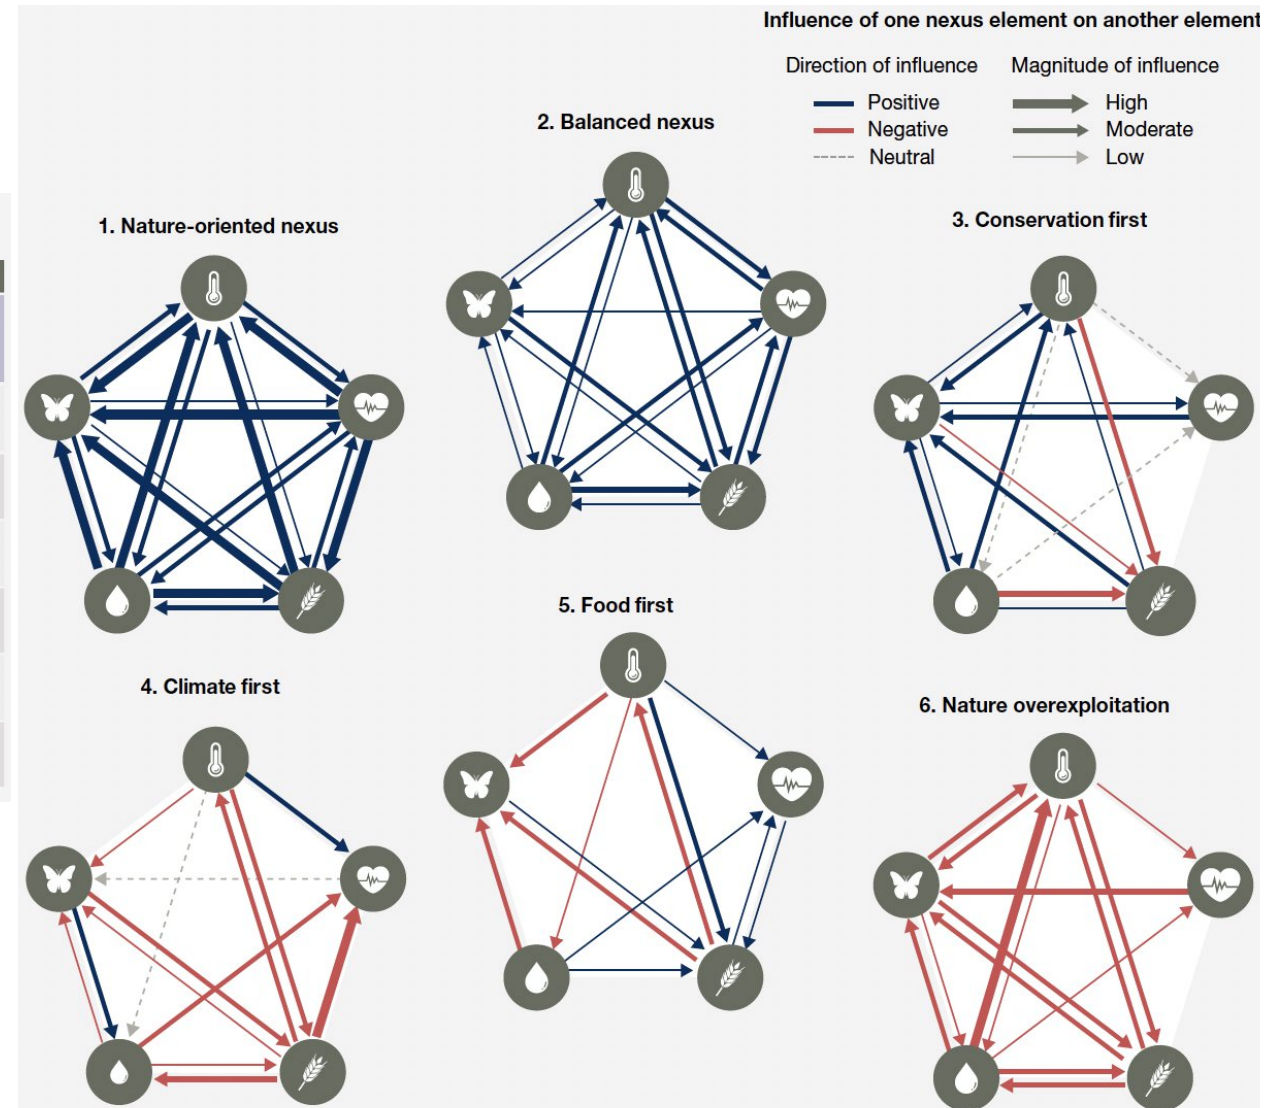 Influence of one nexus element on another element
Direction of influence
Magnitude of influence
Positive
High
Negative
Moderate
Neutral
Low
2. Balanced nexus
1. Nature-oriented nexus
3. Conservation first
5. Food first
4. Climate first
6. Nature overexploitation